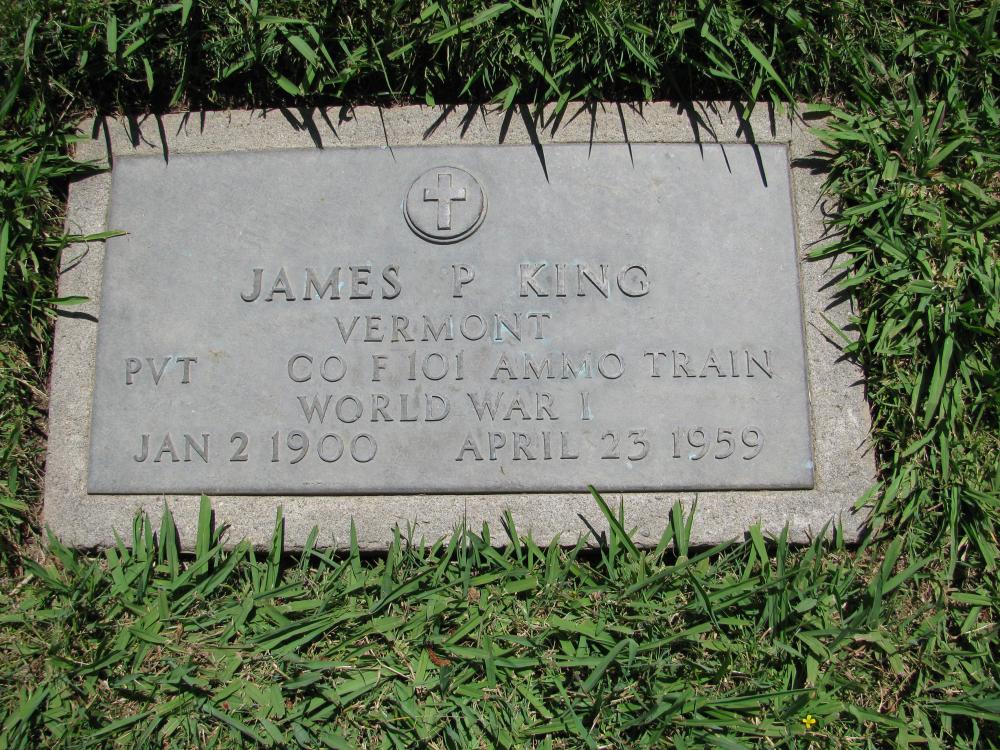 JAMES P KING
VERMONT
PVT CO F 101 AMMO TRAIN
WORLD WAR I
JAN 2 1900 APRIL 23 1959